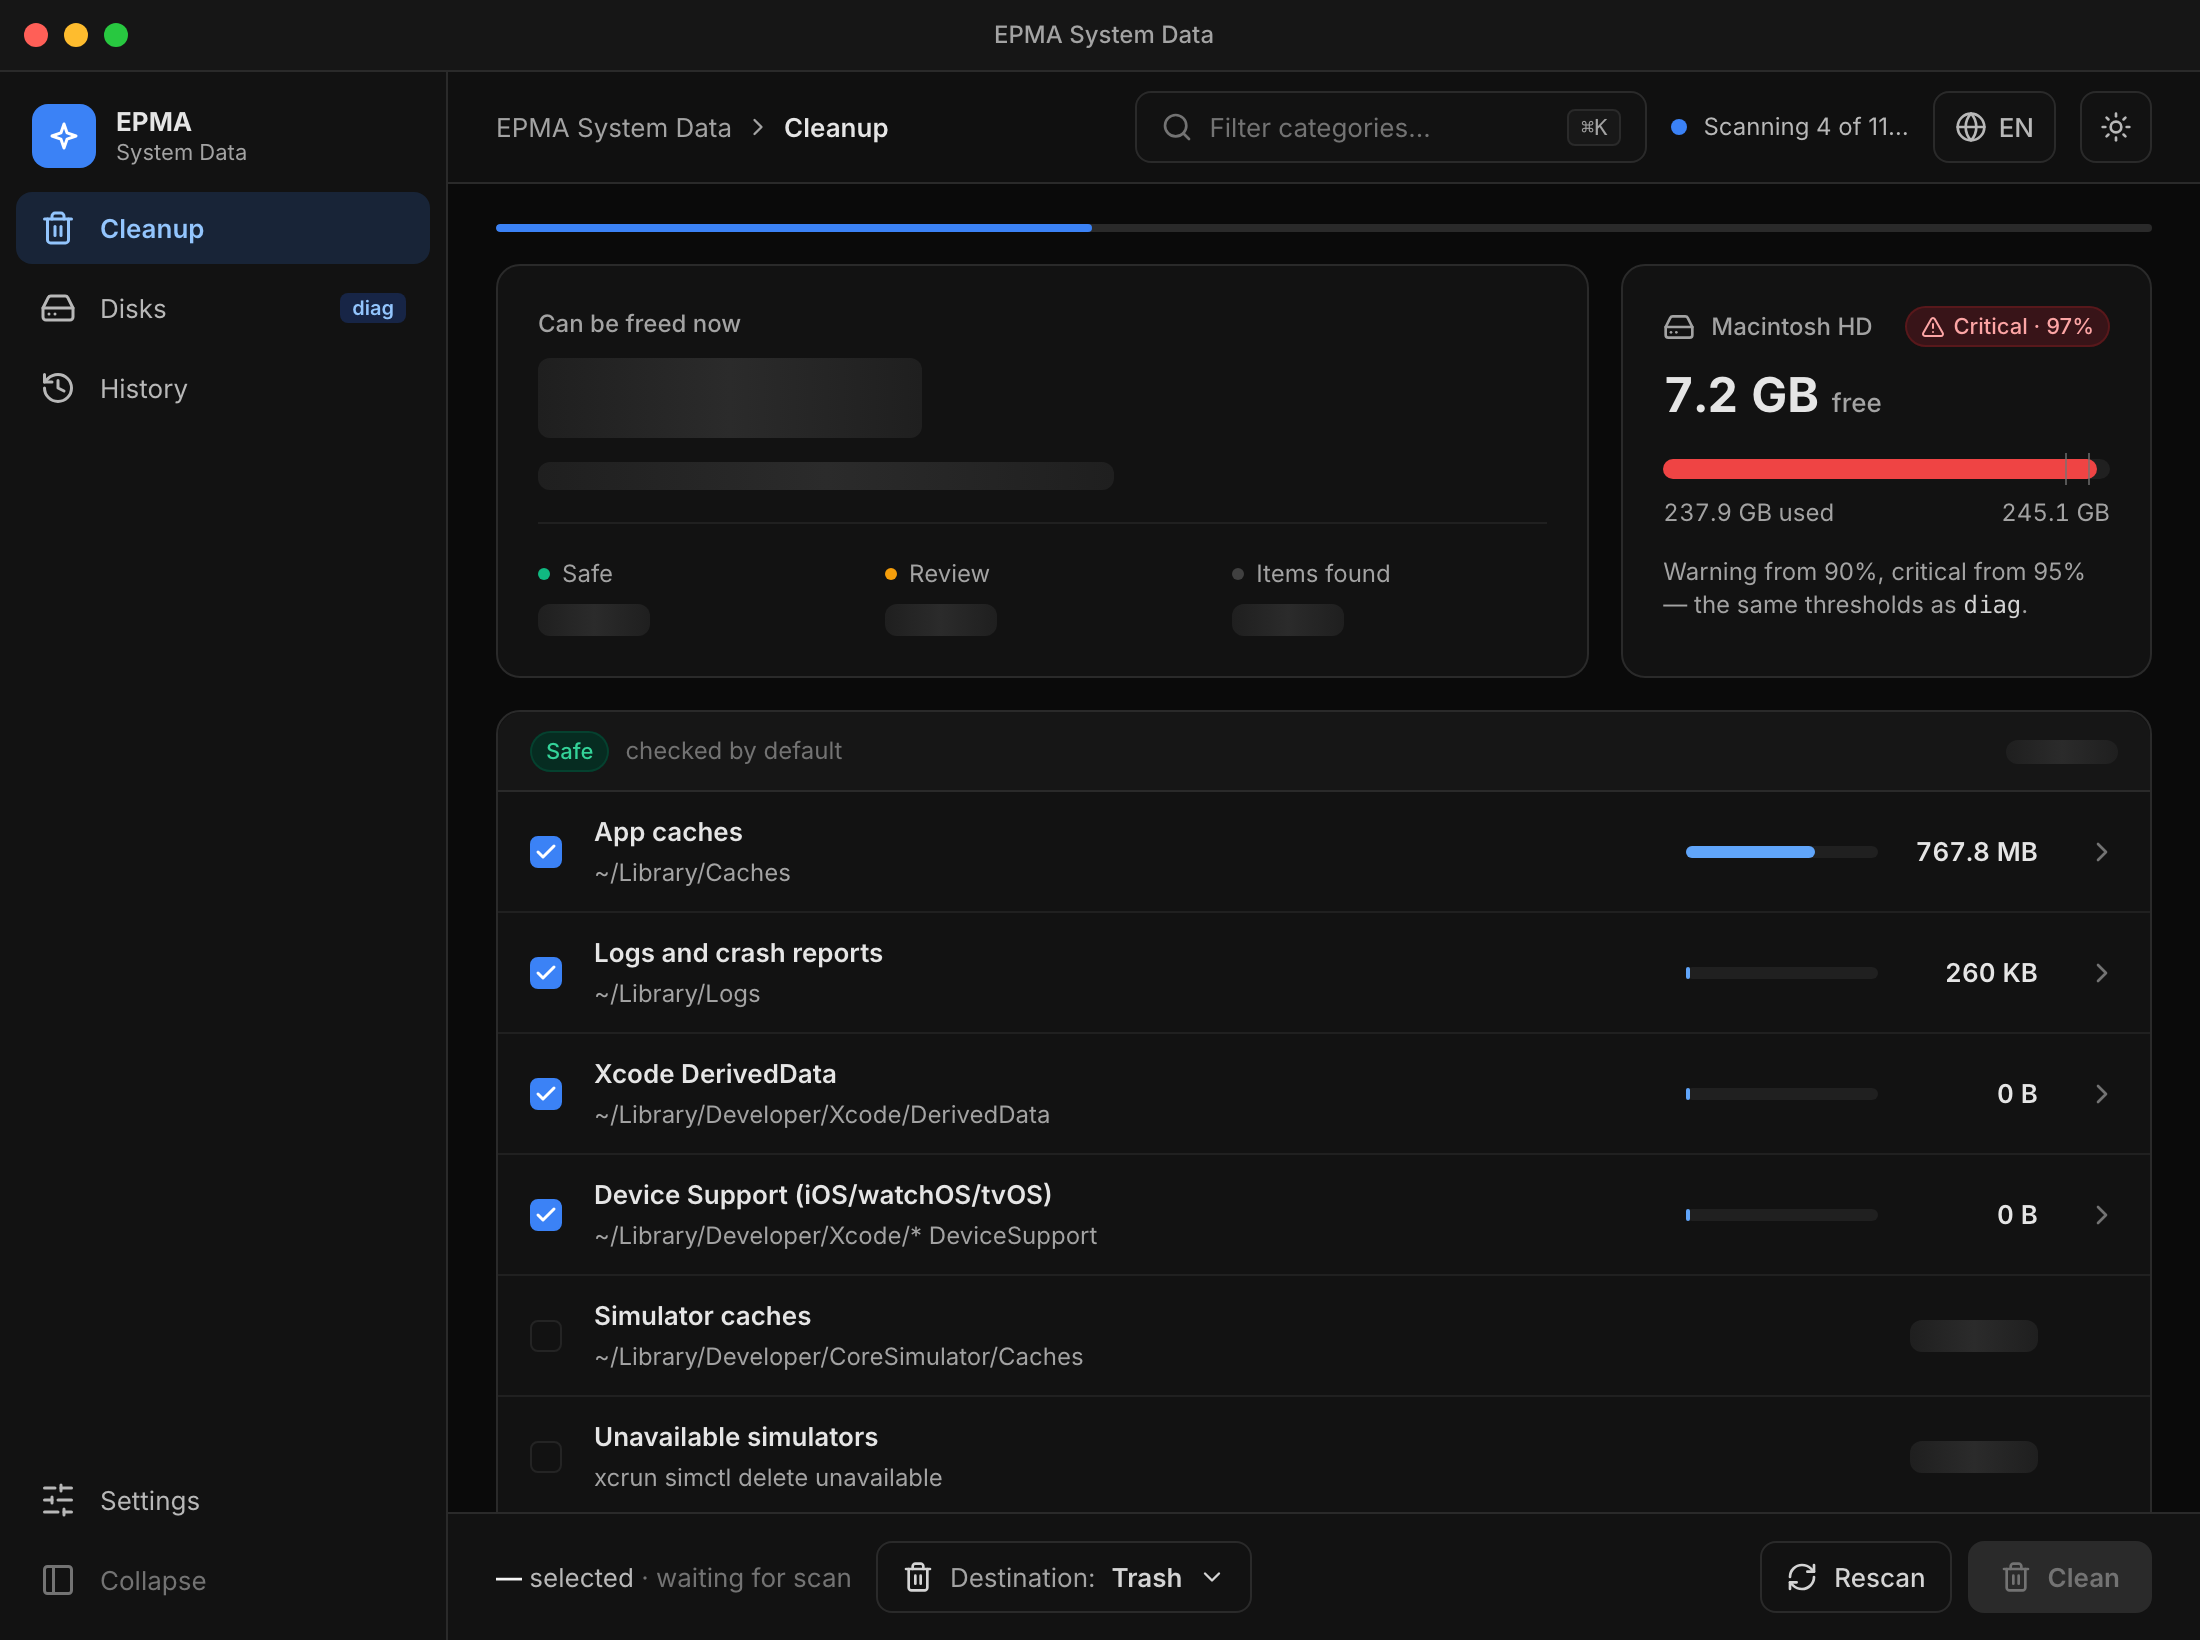 EPMA System Data
EPMA
System Data
Cleanup
Disks
diag
History
Settings
Collapse
EPMA System Data > Cleanup
Filter categories...
⌘K
Scanning 4 of 11...
EN
Can be freed now
Safe
Review
Items found
Macintosh HD
Critical · 97%
7.2 GB free
237.9 GB used
245.1 GB
Warning from 90%, critical from 95%
— the same thresholds as diag.
Safe
checked by default
App caches
~/Library/Caches
767.8 MB
Logs and crash reports
~/Library/Logs
260 KB
Xcode DerivedData
~/Library/Developer/Xcode/DerivedData
0 B
Device Support (iOS/watchOS/tvOS)
~/Library/Developer/Xcode/* DeviceSupport
0 B
Simulator caches
~/Library/Developer/CoreSimulator/Caches
Unavailable simulators
xcrun simctl delete unavailable
— selected · waiting for scan
Destination: Trash
Rescan
Clean